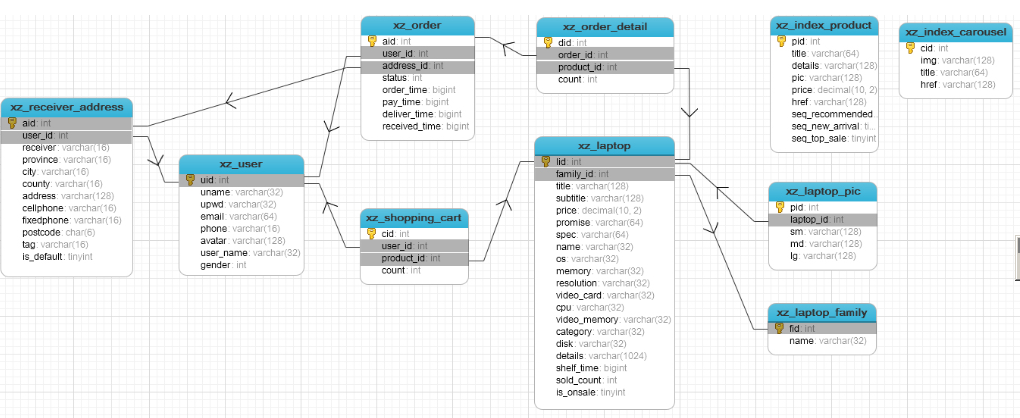 xz_order
aid: int
user_id: int
address_id: int
status: int
order_time: bigint
pay_time: bigint
deliver_time: bigint
received_time: bigint
xz_order_detail
did: int
order_id: int
product_id: int
count: int
xz_index_product
pid: int
title: varchar(64)
details: varchar(128)
pic: varchar(128)
price: decimal(10, 2)
href: varchar(128)
seq_recommended
seq_new_arrival: ti...
seq_top_sale: tinyint
xz_index_carousel
cid: int
img: varchar(128)
title: varchar(64)
href: varchar(128)
xz_receiver_address
aid: int
user_id: int
receiver: varchar(16)
province: varchar(16)
city: varchar(16)
county: varchar(16)
address: varchar(128)
cellphone: varchar(16)
fixedphone: varchar(16)
postcode: char(6)
tag: varchar(16)
is_default: tinyint
xz_user
uid: int
uname: varchar(32)
upwd: varchar(32)
email: varchar(64)
phone: varchar(16)
avatar: varchar(128)
user_name: varchar(32)
gender: int
xz_shopping_cart
cid: int
user_id: int
product_id: int
count: int
xz_laptop
lid: int
family_id: int
title: varchar(128)
subtitle: varchar(128)
price: decimal(10, 2)
promise: varchar(64)
spec: varchar(64)
name: varchar(32)
os: varchar(32)
memory: varchar(32)
resolution: varchar(32)
video_card: varchar(32)
cpu: varchar(32)
video_memory: varchar(32)
category: varchar(32)
disk: varchar(32)
details: varchar(1024)
shelf_time: bigint
sold_count: int
is_onsale: tinyint
xz_laptop_pic
pid: int
laptop_id: int
sm: varchar(128)
md: varchar(128)
lg: varchar(128)
xz_laptop_family
fid: int
name: varchar(32)